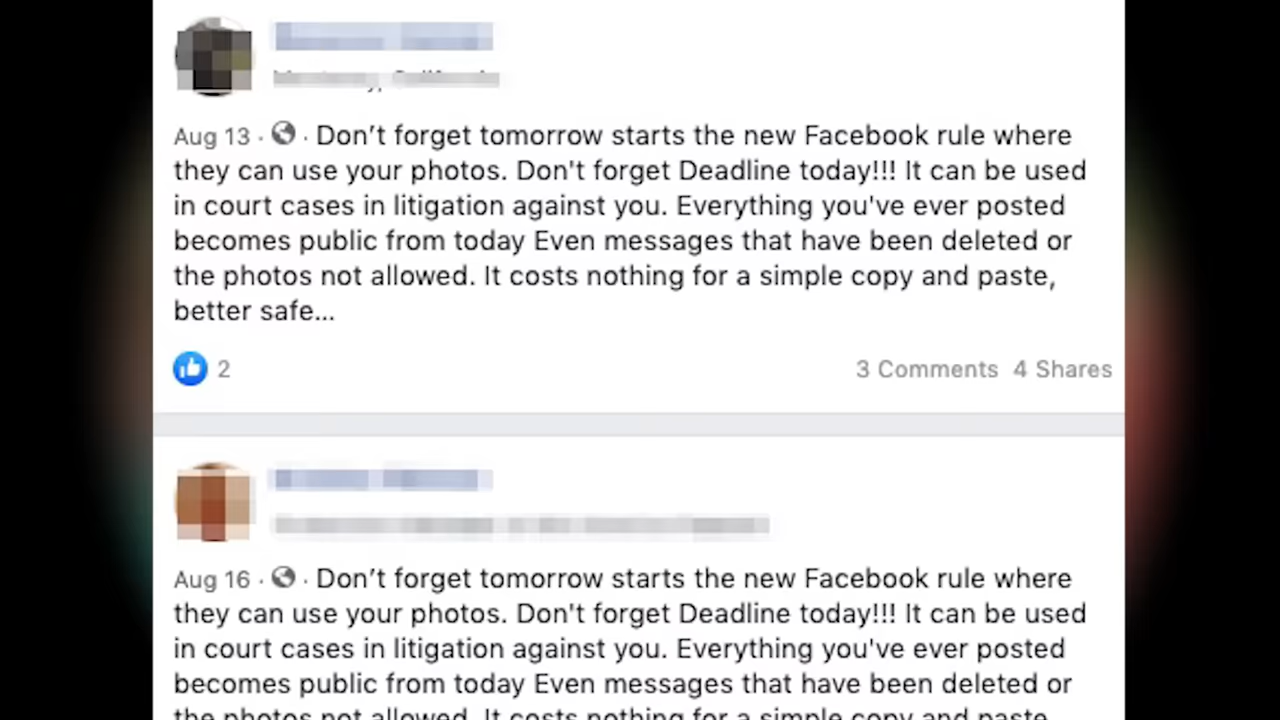 Aug 13 · · Don’t forget tomorrow starts the new Facebook rule where
they can use your photos. Don't forget Deadline today!!! It can be used
in court cases in litigation against you. Everything you've ever posted
becomes public from today Even messages that have been deleted or
the photos not allowed. It costs nothing for a simple copy and paste,
better safe...
2
3 Comments 4 Shares
Aug 16 · · Don’t forget tomorrow starts the new Facebook rule where
they can use your photos. Don't forget Deadline today!!! It can be used
in court cases in litigation against you. Everything you've ever posted
becomes public from today Even messages that have been deleted or
the photos not allowed. It costs nothing for a simple copy and paste